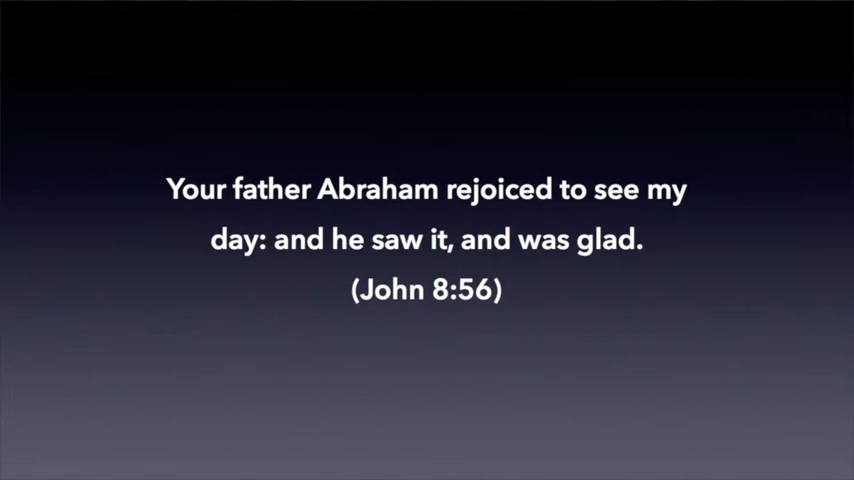 Your father Abraham rejoiced to see my
day: and he saw it, and was glad.
(John 8:56)